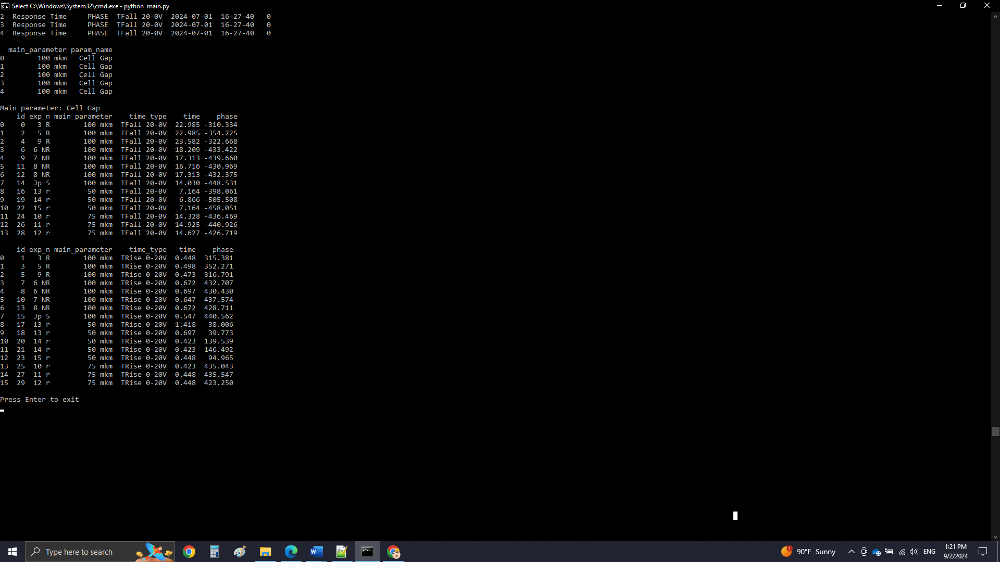 Select C:\Windows\System32\cmd.exe - python  main.py
2  Response Time     PHASE  TFall 20-0V  2024-07-01  16-27-40   0
3  Response Time     PHASE  TFall 20-0V  2024-07-01  16-27-40   0
4  Response Time     PHASE  TFall 20-0V  2024-07-01  16-27-40   0
  main_parameter param_name
0        100 mkm   Cell Gap
1        100 mkm   Cell Gap
2        100 mkm   Cell Gap
3        100 mkm   Cell Gap
4        100 mkm   Cell Gap
Main parameter: Cell Gap
    id exp_n main_parameter    time_type    time    phase
0    0   3 R        100 mkm  TFall 20-0V  22.985 -310.334
1    2   5 R        100 mkm  TFall 20-0V  22.985 -354.225
2    4   9 R        100 mkm  TFall 20-0V  23.582 -322.668
3    6  6 NR        100 mkm  TFall 20-0V  18.209 -433.422
4    9  7 NR        100 mkm  TFall 20-0V  17.313 -439.660
5   11  8 NR        100 mkm  TFall 20-0V  16.716 -430.969
6   12  8 NR        100 mkm  TFall 20-0V  17.313 -432.375
7   14  Jp 5        100 mkm  TFall 20-0V  14.030 -448.531
8   16  13 r         50 mkm  TFall 20-0V   7.164 -398.061
9   19  14 r         50 mkm  TFall 20-0V   6.866 -505.508
10  22  15 r         50 mkm  TFall 20-0V   7.164 -458.051
11  24  10 r         75 mkm  TFall 20-0V  14.328 -436.469
12  26  11 r         75 mkm  TFall 20-0V  14.925 -440.926
13  28  12 r         75 mkm  TFall 20-0V  14.627 -426.719
    id exp_n main_parameter    time_type   time    phase
0    1   3 R        100 mkm  TRise 0-20V  0.448  315.381
1    3   5 R        100 mkm  TRise 0-20V  0.498  352.271
2    5   9 R        100 mkm  TRise 0-20V  0.473  316.791
3    7  6 NR        100 mkm  TRise 0-20V  0.672  432.707
4    8  6 NR        100 mkm  TRise 0-20V  0.697  430.430
5   10  7 NR        100 mkm  TRise 0-20V  0.647  437.574
6   13  8 NR        100 mkm  TRise 0-20V  0.672  428.711
7   15  Jp 5        100 mkm  TRise 0-20V  0.547  440.562
8   17  13 r         50 mkm  TRise 0-20V  1.418   38.006
9   18  13 r         50 mkm  TRise 0-20V  0.697   39.773
10  20  14 r         50 mkm  TRise 0-20V  0.423  139.539
11  21  14 r         50 mkm  TRise 0-20V  0.423  146.492
12  23  15 r         50 mkm  TRise 0-20V  0.448   94.965
13  25  10 r         75 mkm  TRise 0-20V  0.423  435.043
14  27  11 r         75 mkm  TRise 0-20V  0.448  435.547
15  29  12 r         75 mkm  TRise 0-20V  0.448  423.250
Press Enter to exit
Type here to search
1
90°F  Sunny
ENG
1:21 PM
9/2/2024